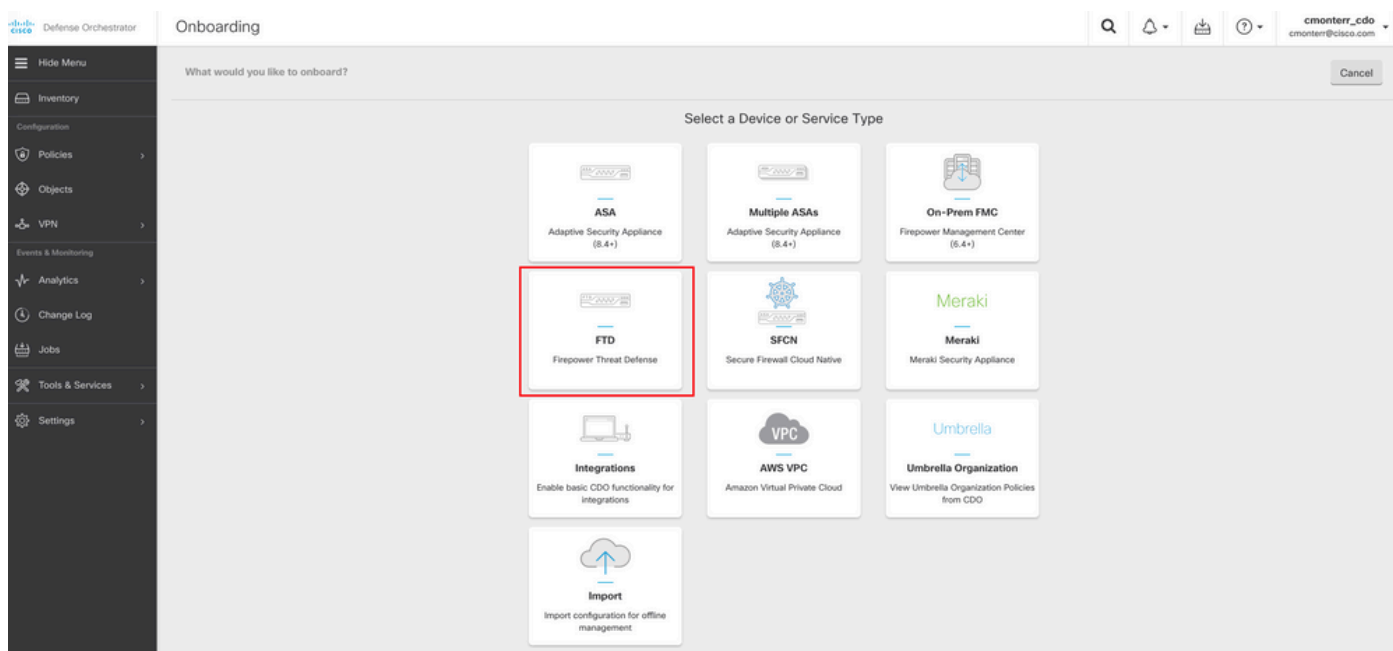 cisco Defense Orchestrator
Onboarding
cmonterr_cdo
cmonterr@cisco.com
Hide Menu
What would you like to onboard?
Cancel
Inventory
Configuration
Policies
Objects
VPN
Events & Monitoring
Analytics
Change Log
Jobs
Tools & Services
Settings
Select a Device or Service Type
ASA
Adaptive Security Appliance
(8.4+)
Multiple ASAs
Adaptive Security Appliance
(8.4+)
On-Prem FMC
Firepower Management Center
(6.4+)
FTD
Firepower Threat Defense
SFCN
Secure Firewall Cloud Native
Meraki
Meraki
Meraki Security Appliance
Integrations
Enable basic CDO functionality for
integrations
VPC
AWS VPC
Amazon Virtual Private Cloud
Umbrella
Umbrella Organization
View Umbrella Organization Policies
from CDO
Import
Import configuration for offline
management